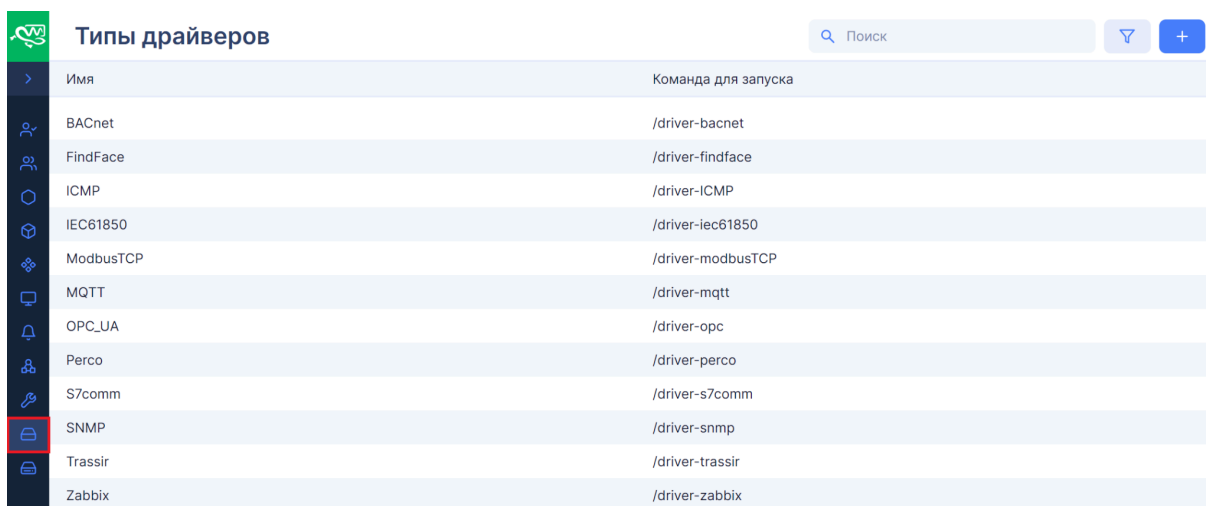 Типы драйверов
Поиск
Имя Команда для запуска
BACnet /driver-bacnet
FindFace /driver-findface
ICMP /driver-ICMP
IEC61850 /driver-iec61850
ModbusTCP /driver-modbusTCP
MQTT /driver-mqtt
OPC_UA /driver-opc
Perco /driver-perco
S7comm /driver-s7comm
SNMP /driver-snmp
Trassir /driver-trassir
Zabbix /driver-zabbix